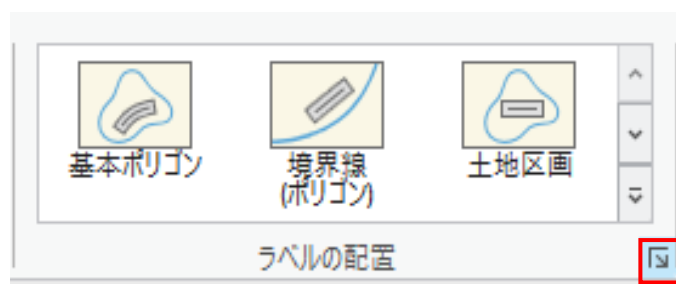 基本ポリゴン
境界線
(ポリゴン)
土地区画
ラベルの配置